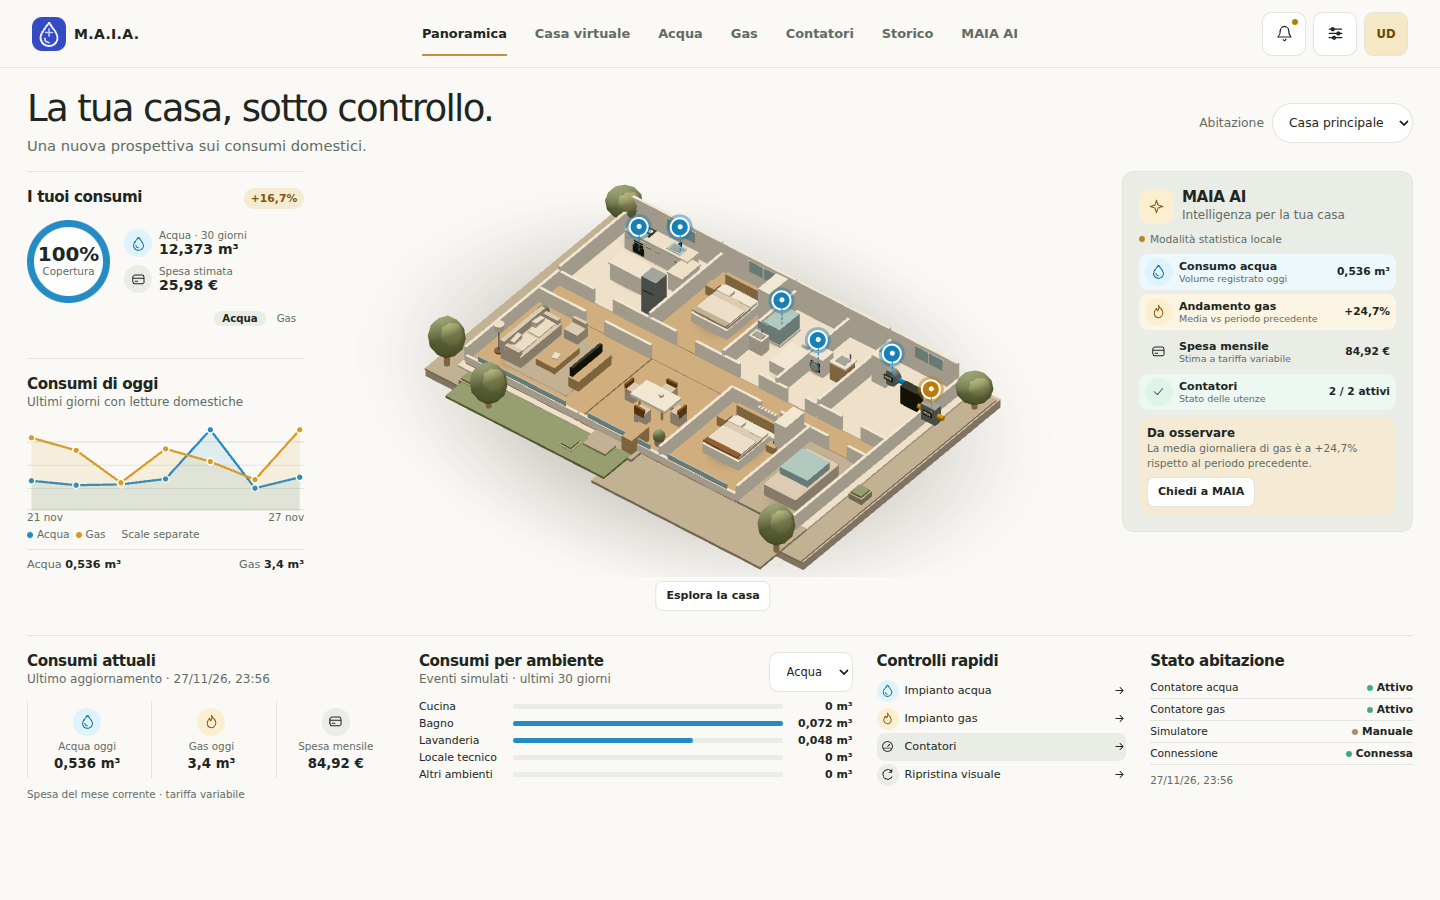 M.A.I.A.
Panoramica
Casa virtuale
Acqua
Gas
Contatori
Storico
MAIA AI
UD
La tua casa, sotto controllo.
Una nuova prospettiva sui consumi domestici.
Abitazione
Casa principale
I tuoi consumi
+16,7%
100%
Copertura
Acqua · 30 giorni
12,373 m³
Spesa stimata
25,98 €
Acqua
Gas
Consumi di oggi
Ultimi giorni con letture domestiche
21 nov
27 nov
Acqua
Gas
Scale separate
Acqua 0,536 m³
Gas 3,4 m³
Esplora la casa
MAIA AI
Intelligenza per la tua casa
Modalità statistica locale
Consumo acqua
Volume registrato oggi
0,536 m³
Andamento gas
Media vs periodo precedente
+24,7%
Spesa mensile
Stima a tariffa variabile
84,92 €
Contatori
Stato delle utenze
2 / 2 attivi
Da osservare
La media giornaliera di gas è a +24,7%
rispetto al periodo precedente.
Chiedi a MAIA
Consumi attuali
Ultimo aggiornamento · 27/11/26, 23:56
Acqua oggi
0,536 m³
Gas oggi
3,4 m³
Spesa mensile
84,92 €
Spesa del mese corrente · tariffa variabile
Consumi per ambiente
Eventi simulati · ultimi 30 giorni
Acqua
Cucina 0 m³
Bagno 0,072 m³
Lavanderia 0,048 m³
Locale tecnico 0 m³
Altri ambienti 0 m³
Controlli rapidi
Impianto acqua →
Impianto gas →
Contatori →
Ripristina visuale →
Stato abitazione
Contatore acqua Attivo
Contatore gas Attivo
Simulatore Manuale
Connessione Connessa
27/11/26, 23:56